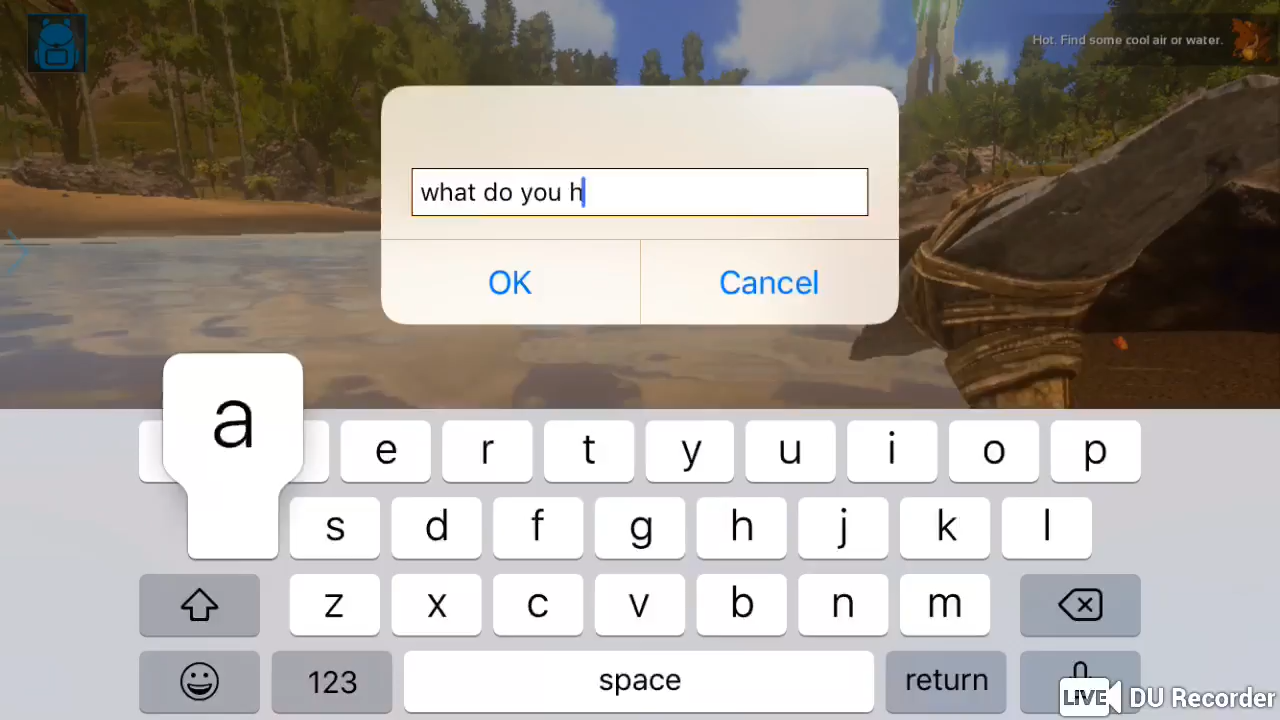 Hot. Find some cool air or water.
what do you h
OK Cancel
a
e r t y u i o p
s d f g h j k l
z x c v b n m
123 space return
LIVE DU Recorder